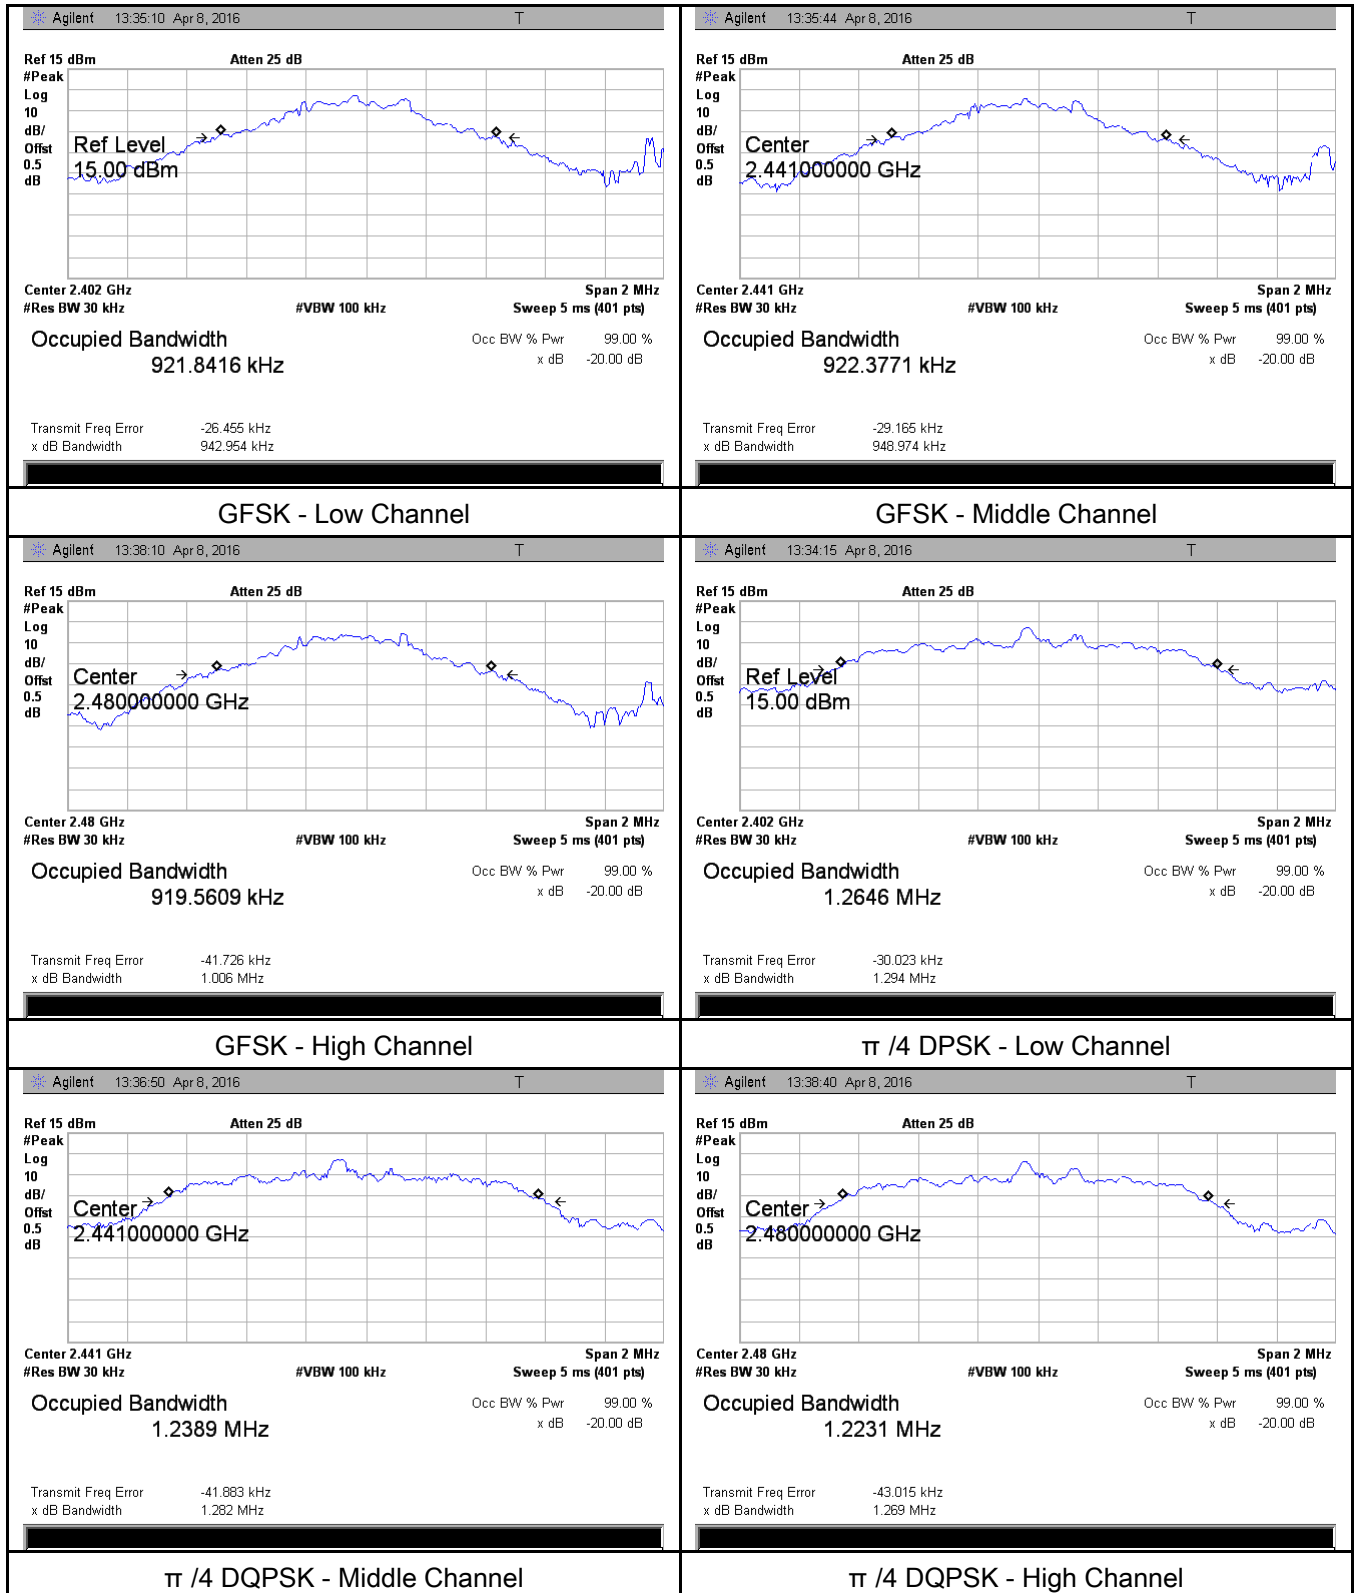 Agilent 13:35:10 Apr 8, 2016 T
Ref 15 dBm Atten 25 dB
#Peak
Log
10
dB/
Offst
0.5
dB
Ref Level
15.00 dBm
Center 2.402 GHz Span 2 MHz
#Res BW 30 kHz #VBW 100 kHz Sweep 5 ms (401 pts)
Occupied Bandwidth Occ BW % Pwr 99.00 %
921.8416 kHz x dB -20.00 dB
Transmit Freq Error -26.455 kHz
x dB Bandwidth 942.954 kHz
GFSK - Low Channel
Agilent 13:35:44 Apr 8, 2016 T
Ref 15 dBm Atten 25 dB
#Peak
Log
10
dB/
Offst
0.5
dB
Center
2.441000000 GHz
Center 2.441 GHz Span 2 MHz
#Res BW 30 kHz #VBW 100 kHz Sweep 5 ms (401 pts)
Occupied Bandwidth Occ BW % Pwr 99.00 %
922.3771 kHz x dB -20.00 dB
Transmit Freq Error -29.165 kHz
x dB Bandwidth 948.974 kHz
GFSK - Middle Channel
Agilent 13:38:10 Apr 8, 2016 T
Ref 15 dBm Atten 25 dB
#Peak
Log
10
dB/
Offst
0.5
dB
Center
2.480000000 GHz
Center 2.48 GHz Span 2 MHz
#Res BW 30 kHz #VBW 100 kHz Sweep 5 ms (401 pts)
Occupied Bandwidth Occ BW % Pwr 99.00 %
919.5609 kHz x dB -20.00 dB
Transmit Freq Error -41.726 kHz
x dB Bandwidth 1.006 MHz
GFSK - High Channel
Agilent 13:34:15 Apr 8, 2016 T
Ref 15 dBm Atten 25 dB
#Peak
Log
10
dB/
Offst
0.5
dB
Ref Level
15.00 dBm
Center 2.402 GHz Span 2 MHz
#Res BW 30 kHz #VBW 100 kHz Sweep 5 ms (401 pts)
Occupied Bandwidth Occ BW % Pwr 99.00 %
1.2646 MHz x dB -20.00 dB
Transmit Freq Error -30.023 kHz
x dB Bandwidth 1.294 MHz
π /4 DPSK - Low Channel
Agilent 13:36:50 Apr 8, 2016 T
Ref 15 dBm Atten 25 dB
#Peak
Log
10
dB/
Offst
0.5
dB
Center
2.441000000 GHz
Center 2.441 GHz Span 2 MHz
#Res BW 30 kHz #VBW 100 kHz Sweep 5 ms (401 pts)
Occupied Bandwidth Occ BW % Pwr 99.00 %
1.2389 MHz x dB -20.00 dB
Transmit Freq Error -41.883 kHz
x dB Bandwidth 1.282 MHz
π /4 DQPSK - Middle Channel
Agilent 13:38:40 Apr 8, 2016 T
Ref 15 dBm Atten 25 dB
#Peak
Log
10
dB/
Offst
0.5
dB
Center
2.480000000 GHz
Center 2.48 GHz Span 2 MHz
#Res BW 30 kHz #VBW 100 kHz Sweep 5 ms (401 pts)
Occupied Bandwidth Occ BW % Pwr 99.00 %
1.2231 MHz x dB -20.00 dB
Transmit Freq Error -43.015 kHz
x dB Bandwidth 1.269 MHz
π /4 DQPSK - High Channel